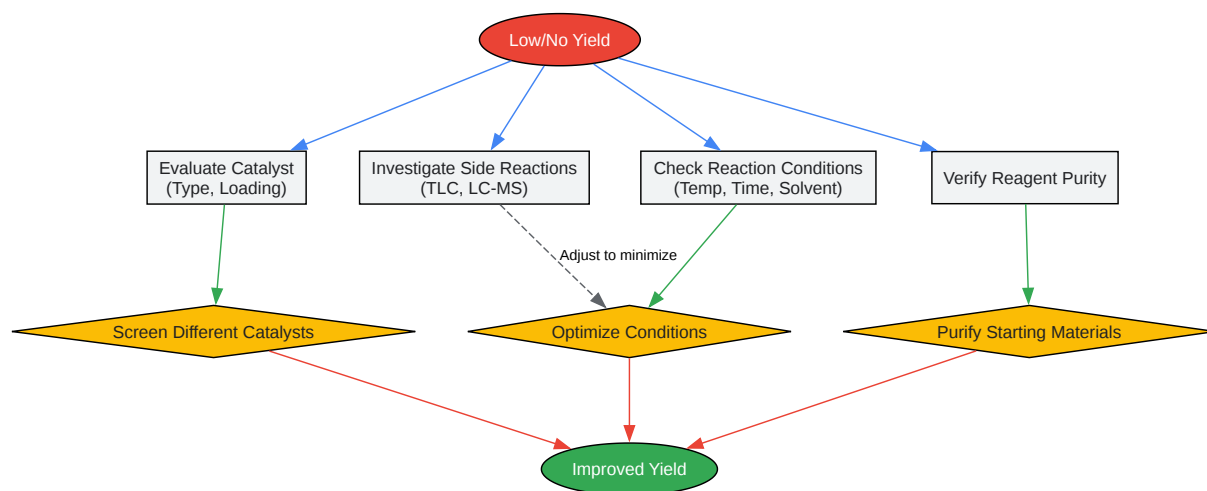 Low/No Yield
Evaluate Catalyst
(Type, Loading)
Investigate Side Reactions
(TLC, LC-MS)
Check Reaction Conditions
(Temp, Time, Solvent)
Verify Reagent Purity
Adjust to minimize
Screen Different Catalysts
Optimize Conditions
Purify Starting Materials
Improved Yield